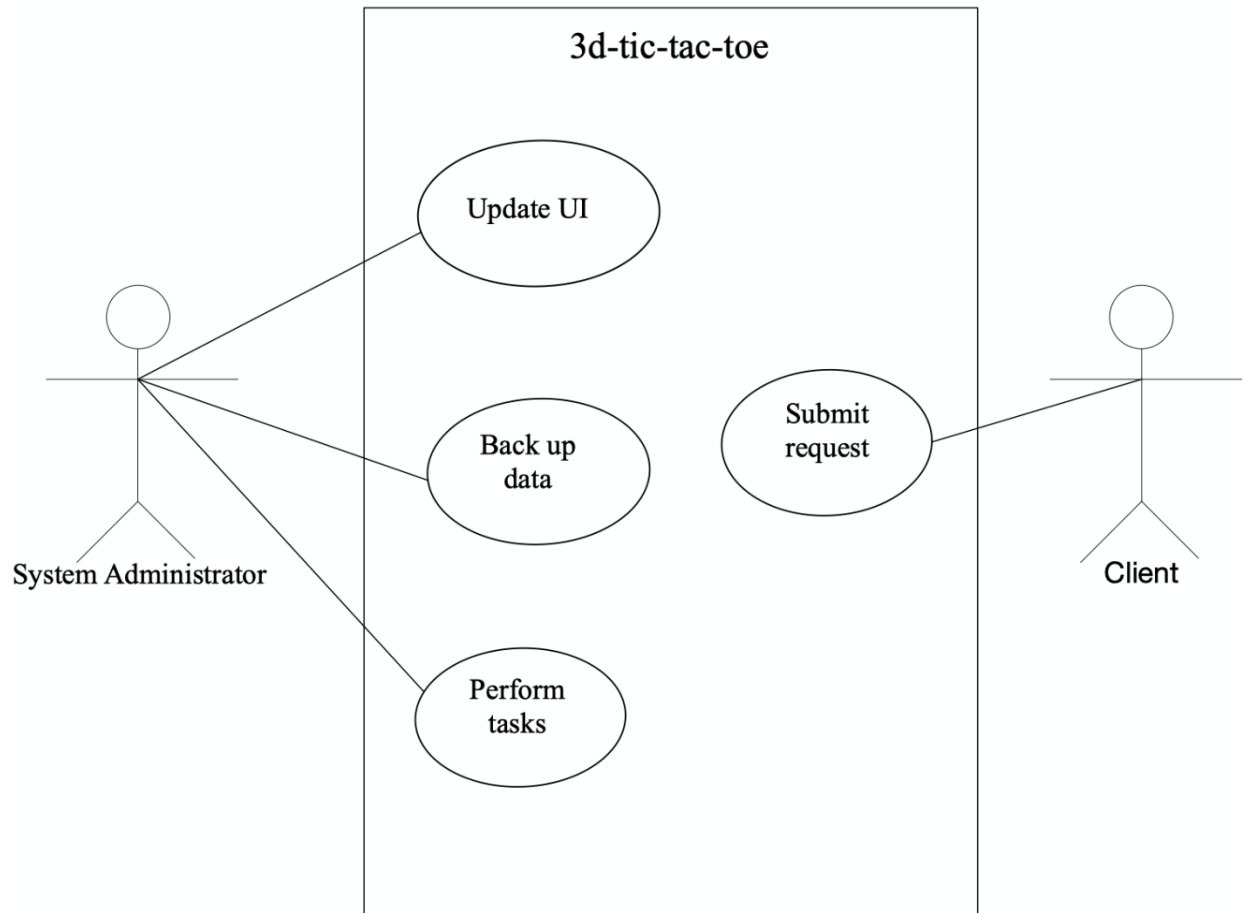 3d-tic-tac-toe
Update UI
Back up
data
Submit
request
System Administrator
Client
Perform
tasks